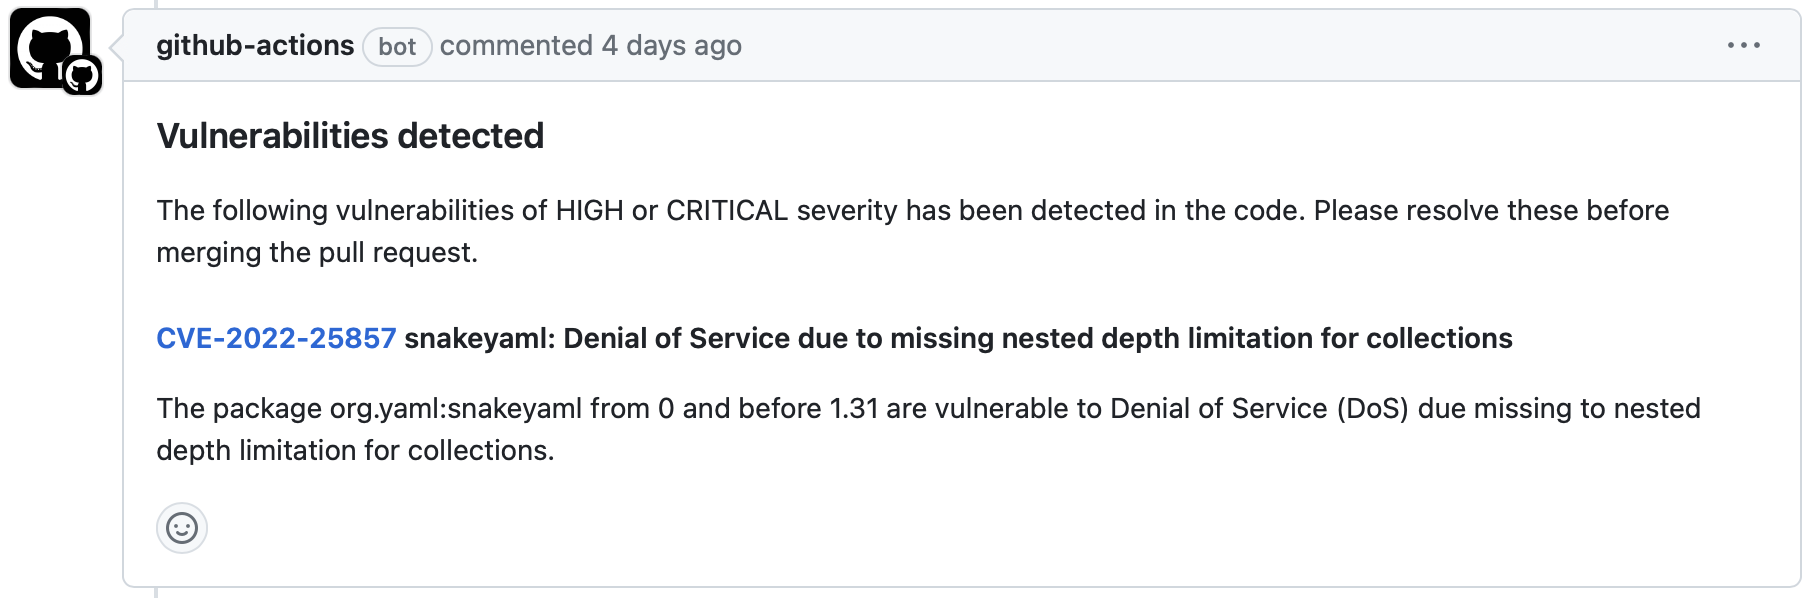 github-actions bot commented 4 days ago
Vulnerabilities detected
The following vulnerabilities of HIGH or CRITICAL severity has been detected in the code. Please resolve these before
merging the pull request.
CVE-2022-25857 snakeyaml: Denial of Service due to missing nested depth limitation for collections
The package org.yaml:snakeyaml from 0 and before 1.31 are vulnerable to Denial of Service (DoS) due missing to nested
depth limitation for collections.